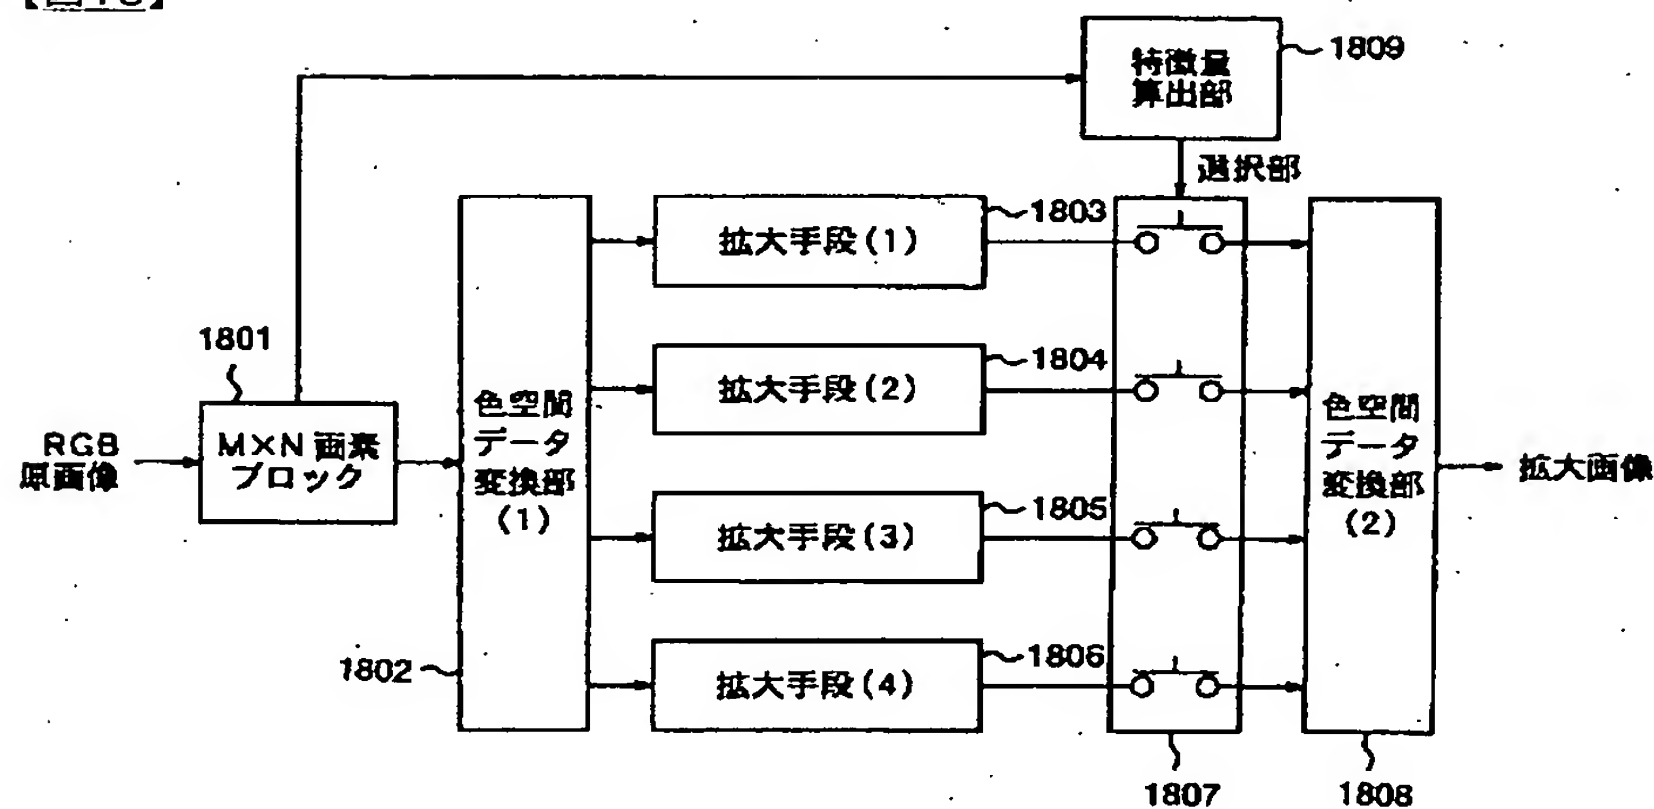 1809
特徴量
算出部
選択部
1803
拡大手段(1)
1801
1804
拡大手段(2)
RGB
原画像
M×N 画素
ブロック
色空間
データ
変換部
(1)
色空間
データ
変換部
(2)
拡大画像
1805
拡大手段(3)
1802
1806
拡大手段(4)
1807
1808